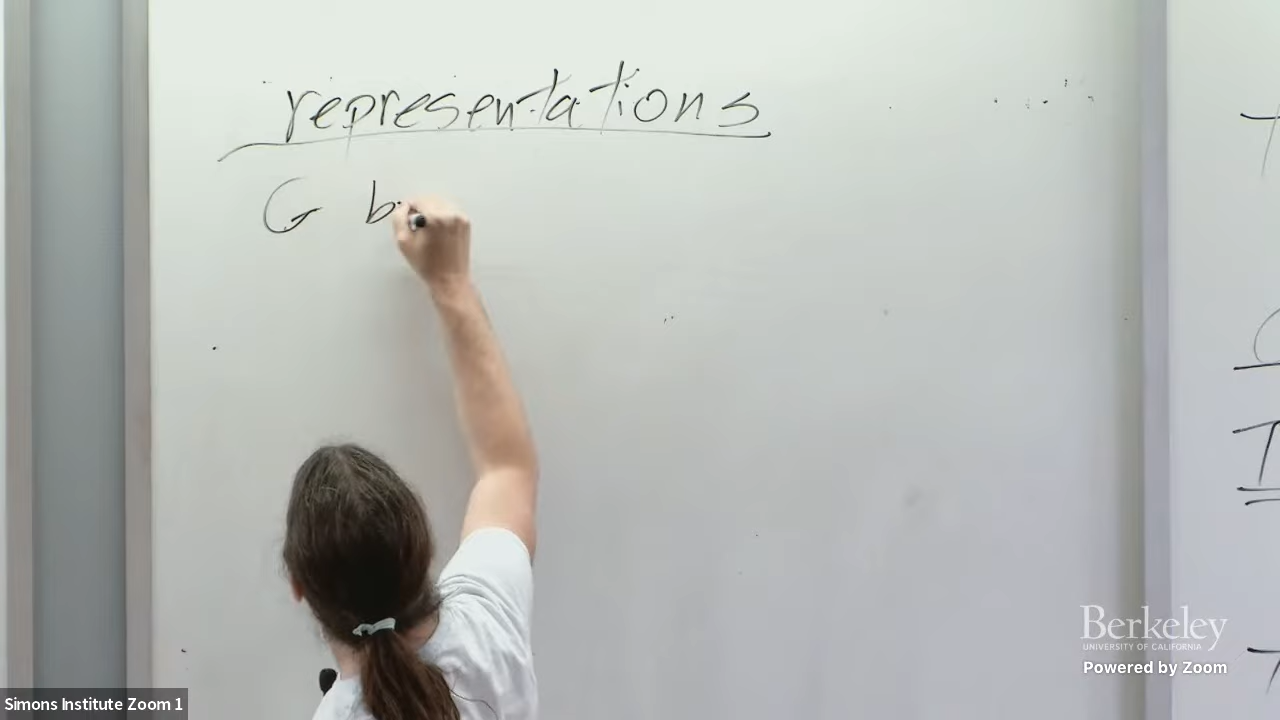 representations
G b
Berkeley
UNIVERSITY OF CALIFORNIA
Powered by Zoom
Simons Institute Zoom 1